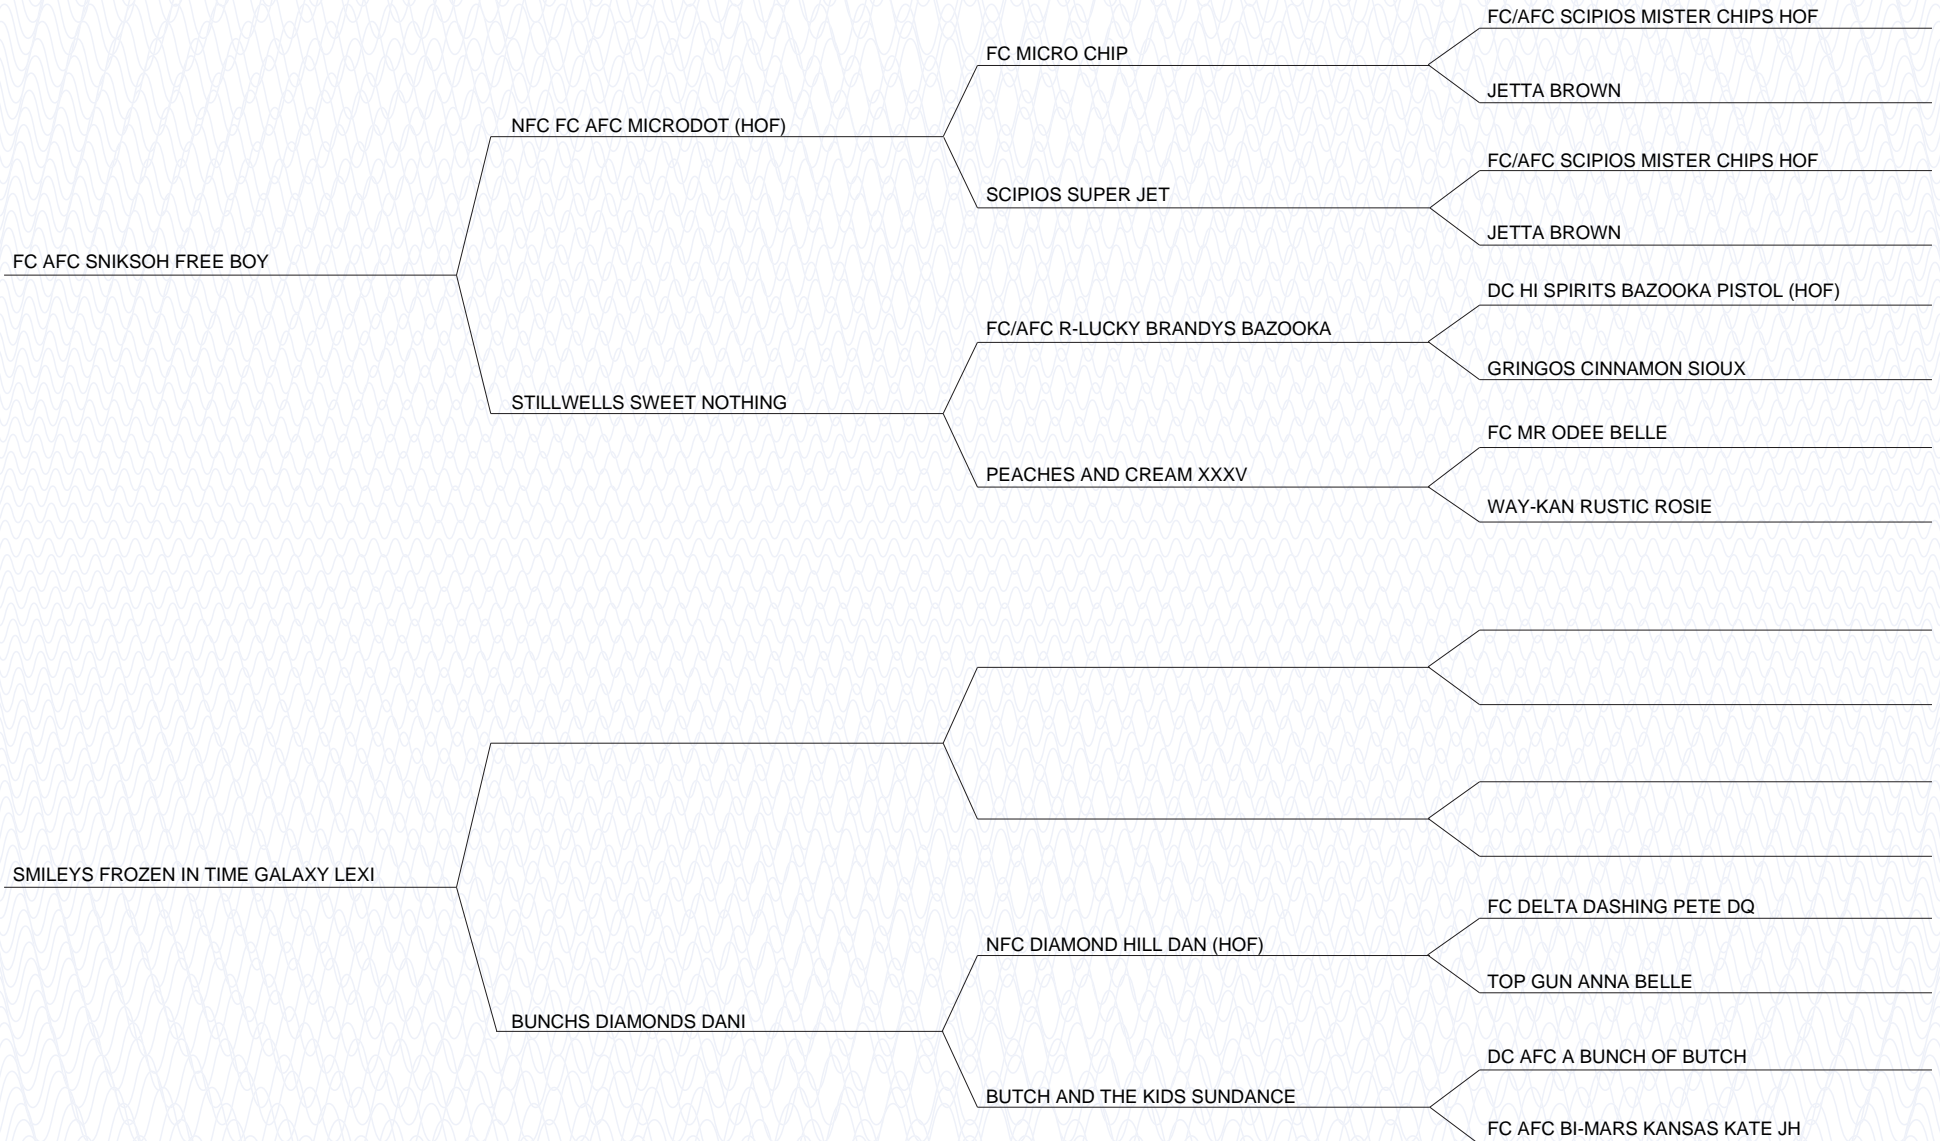 FC/AFC SCIPIOS MISTER CHIPS HOF
FC MICRO CHIP
JETTA BROWN
NFC FC AFC MICRODOT (HOF)
FC/AFC SCIPIOS MISTER CHIPS HOF
SCIPIOS SUPER JET
JETTA BROWN
FC AFC SNIKSOH FREE BOY
DC HI SPIRITS BAZOOKA PISTOL (HOF)
FC/AFC R-LUCKY BRANDYS BAZOOKA
GRINGOS CINNAMON SIOUX
STILLWELLS SWEET NOTHING
FC MR ODEE BELLE
PEACHES AND CREAM XXXV
WAY-KAN RUSTIC ROSIE
SMILEYS FROZEN IN TIME GALAXY LEXI
FC DELTA DASHING PETE DQ
NFC DIAMOND HILL DAN (HOF)
TOP GUN ANNA BELLE
BUNCHS DIAMONDS DANI
DC AFC A BUNCH OF BUTCH
BUTCH AND THE KIDS SUNDANCE
FC AFC BI-MARS KANSAS KATE JH